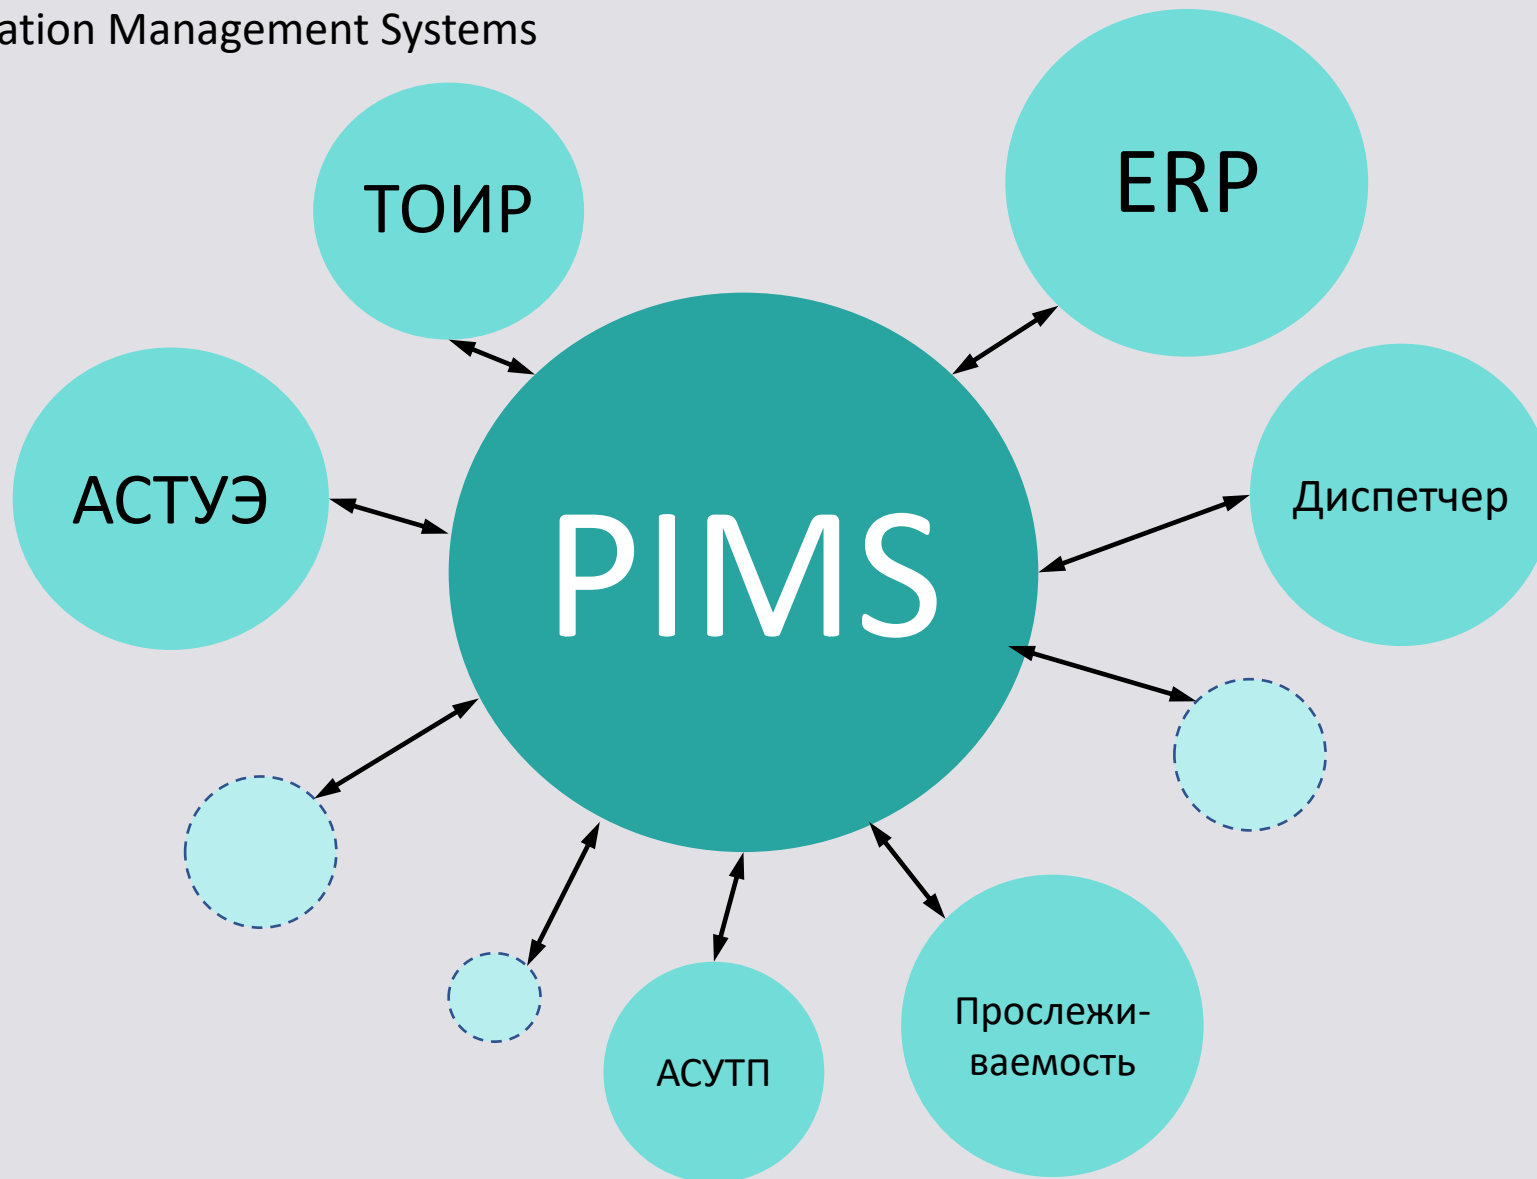 ation Management Systems
ТОИР
ERP
АСТУЭ
PIMS
Диспетчер
Прослежи-
ваемость
АСУТП